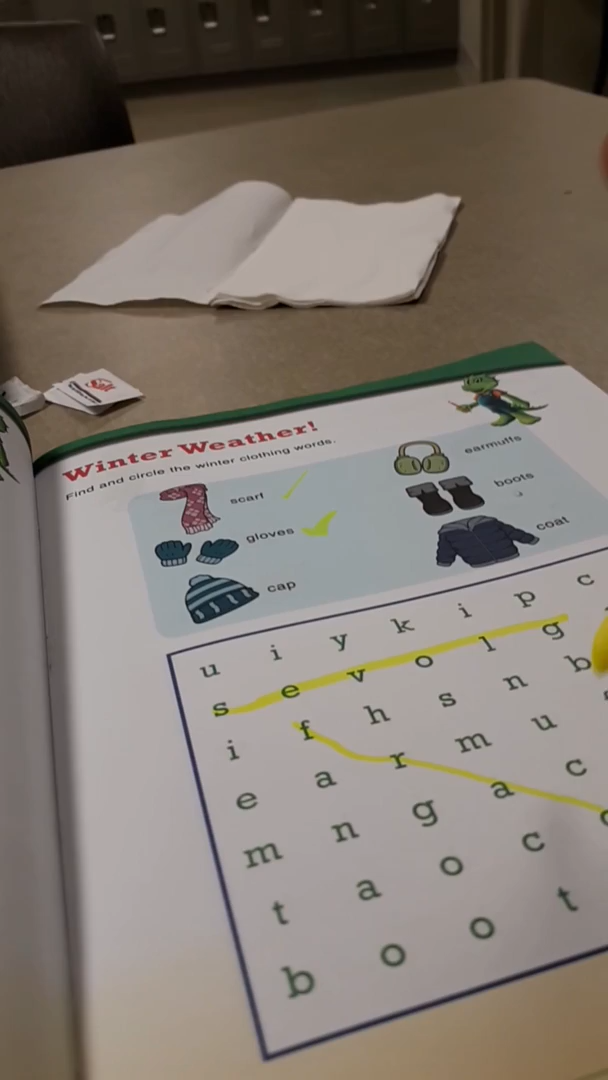 Winter Weather!
Find and circle the winter clothing words.
scarf
gloves
cap
earmuffs
boots
coat
u i y k i p c
s e v o l g
i f h s n b
e a r m u
m n g a c
t a o c
b o o t